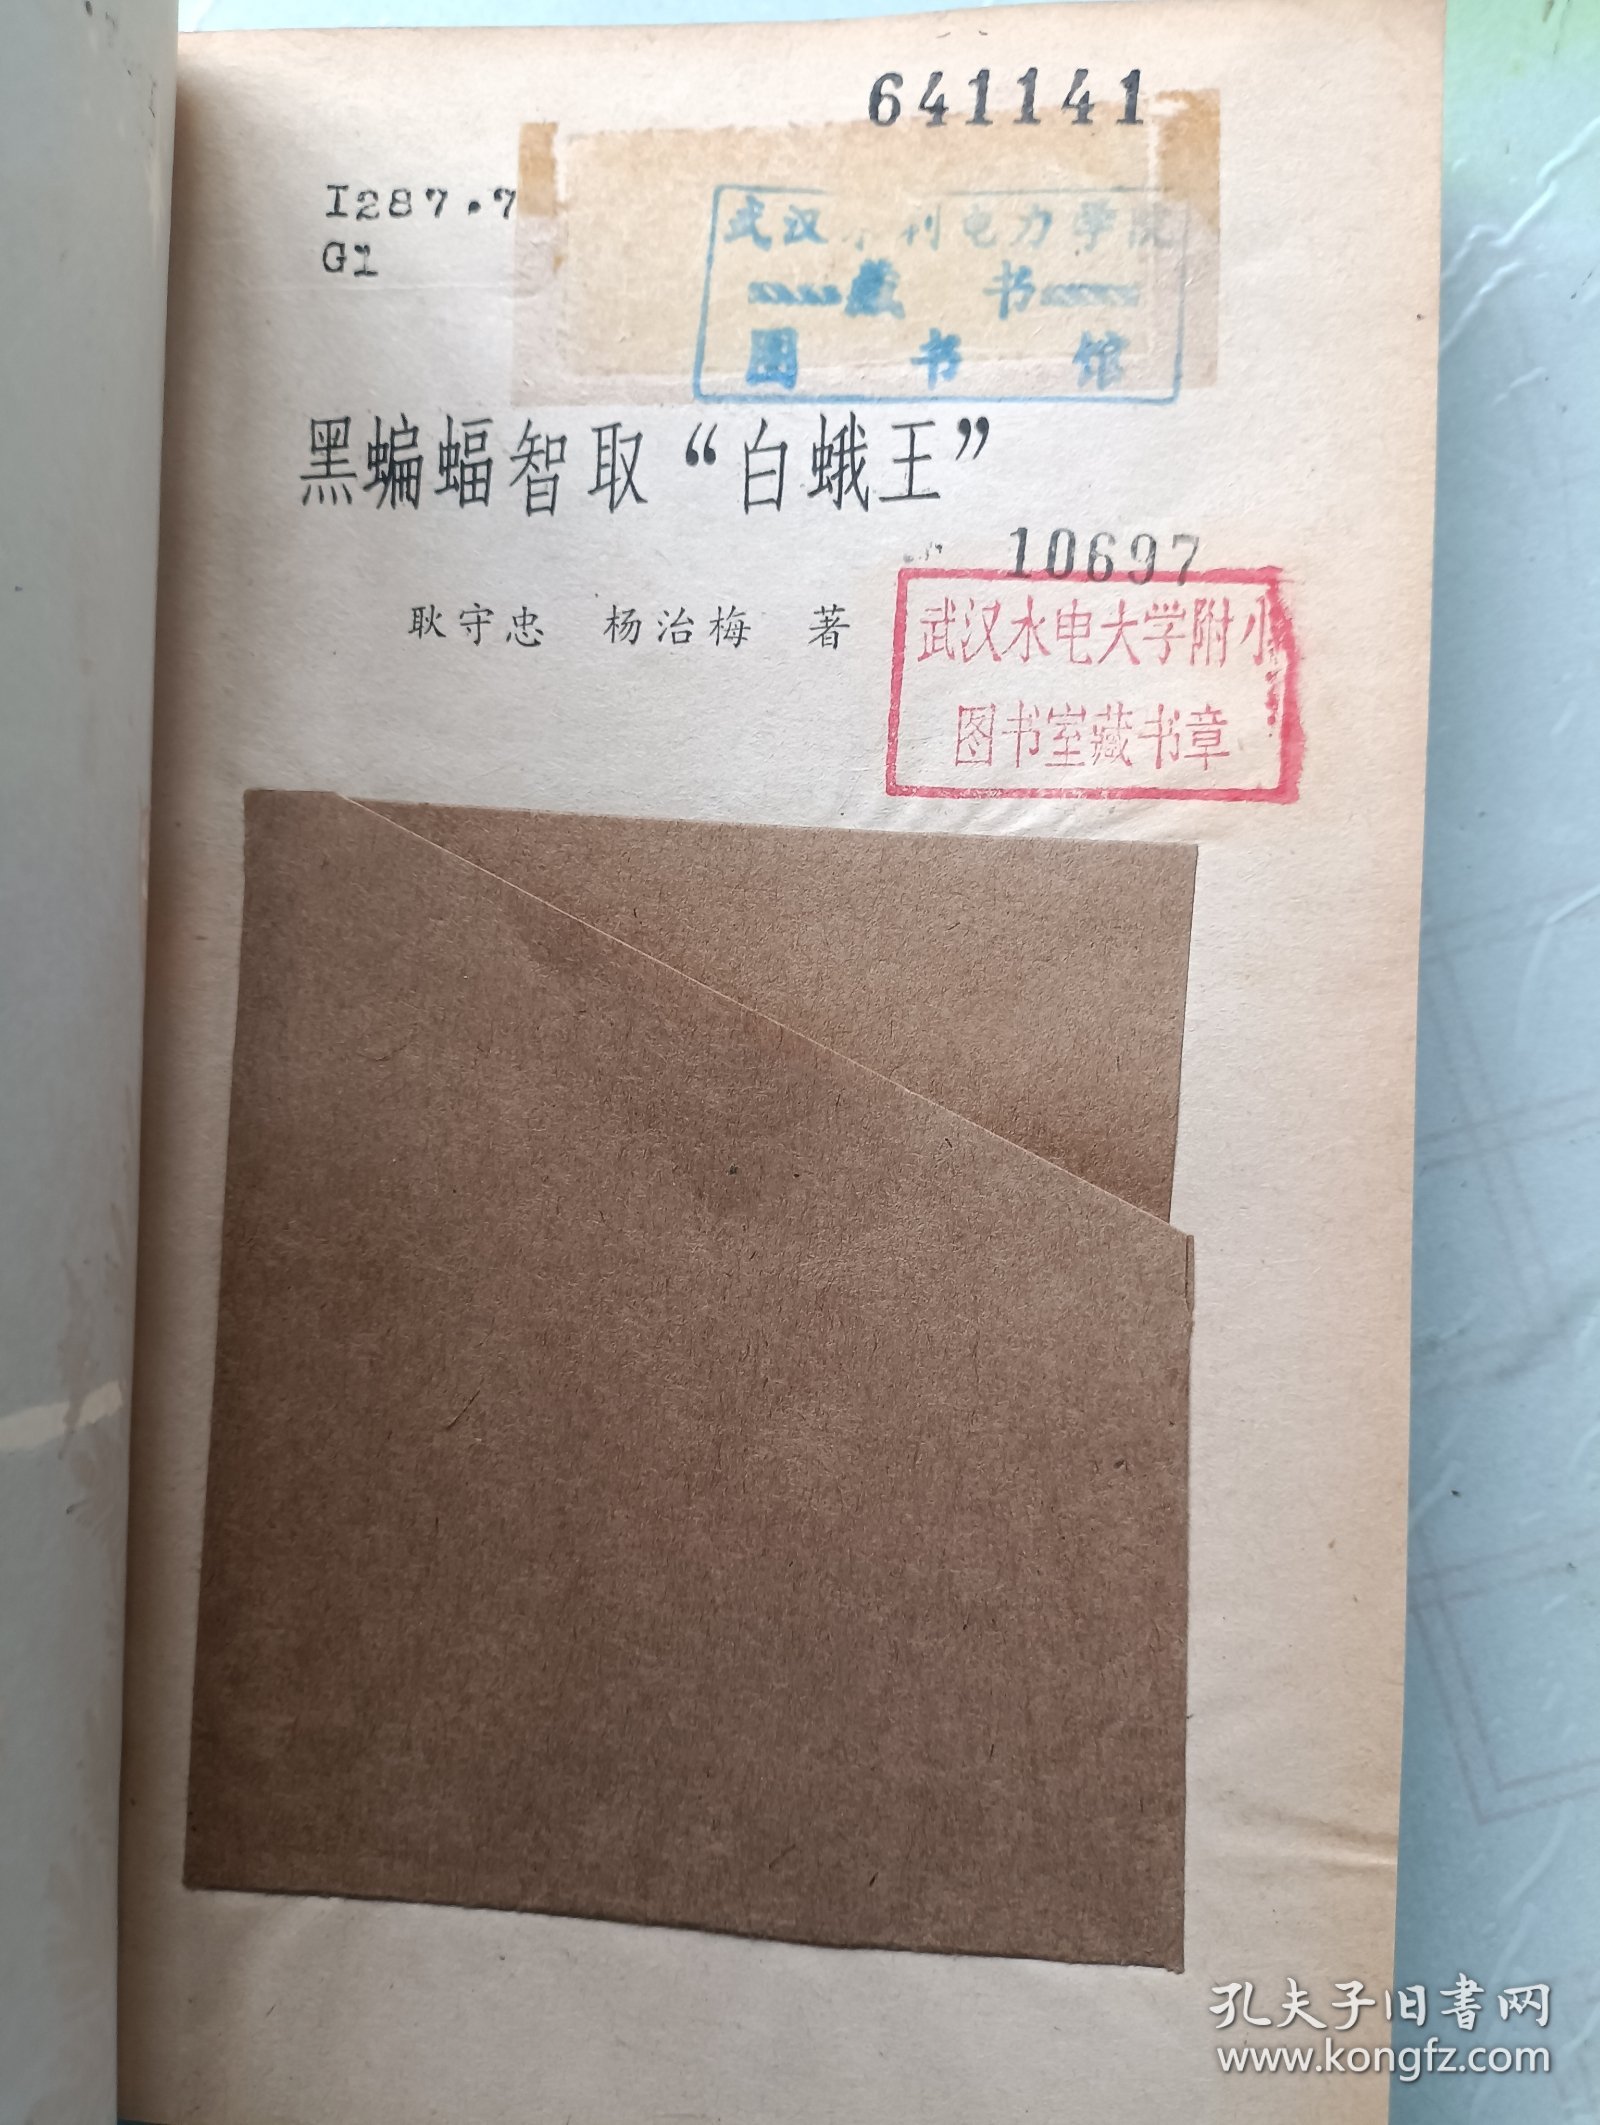 641141
I287.7
G1
武汉水利电力学院
藏书
图书馆
黑蝙蝠智取“白蛾王”
10697
耿守忠 杨治梅 著
武汉水电大学附小
图书室藏书章
孔夫子旧书网
www.kongfz.com